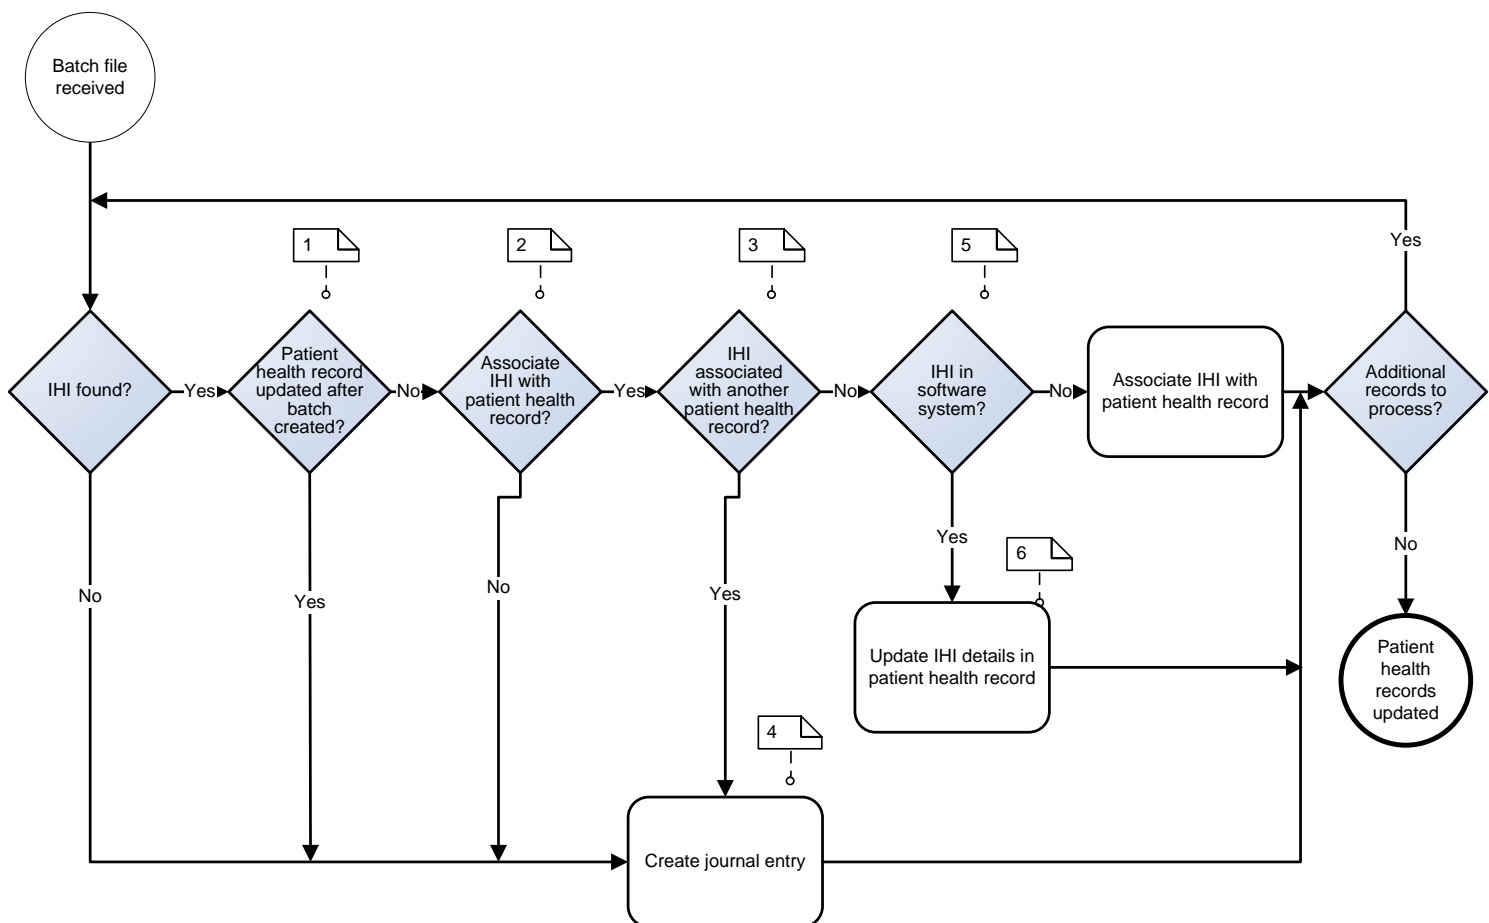 Batch file
received
Yes
1
2
3
5
IHI found?
Yes
Patient
health record
updated after
batch
created?
No
Associate
IHI with
patient health
record?
Yes
IHI
associated
with another
patient health
record?
No
IHI in
software
system?
No
Associate IHI with
patient health record
Additional
records to
process?
No
Yes
No
Yes
Yes
6
No
Update IHI details in
patient health record
Patient
health
records
updated
4
Create journal entry